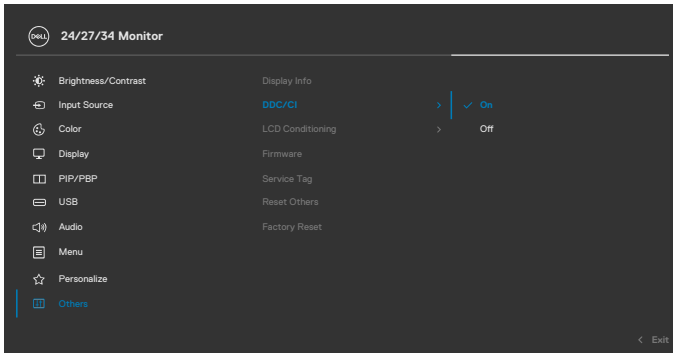 DELL 24/27/34 Monitor
Brightness/Contrast Display Info
Input Source DDC/CI > ✓ On
Color LCD Conditioning > Off
Display Firmware
PIP/PBP Service Tag
USB Reset Others
Audio Factory Reset
Menu
Personalize
Others
< Exit